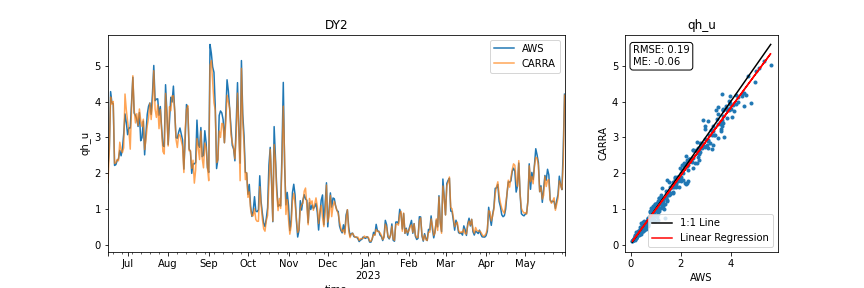 DY2
qh_u
AWS
CARRA
5
4
3
2
1
0
qh_u
Jul
Aug
Sep
Oct
Nov
Dec
Jan
2023
Feb
Mar
Apr
May
time
qh_u
RMSE: 0.19
ME: -0.06
5
4
3
2
1
0
CARRA
1:1 Line
Linear Regression
0
2
4
AWS